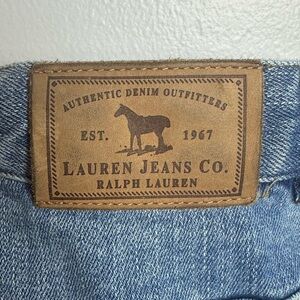 AUTHENTIC DENIM OUTFITTERS
EST. 1967
LAUREN JEANS CO.
RALPH LAUREN